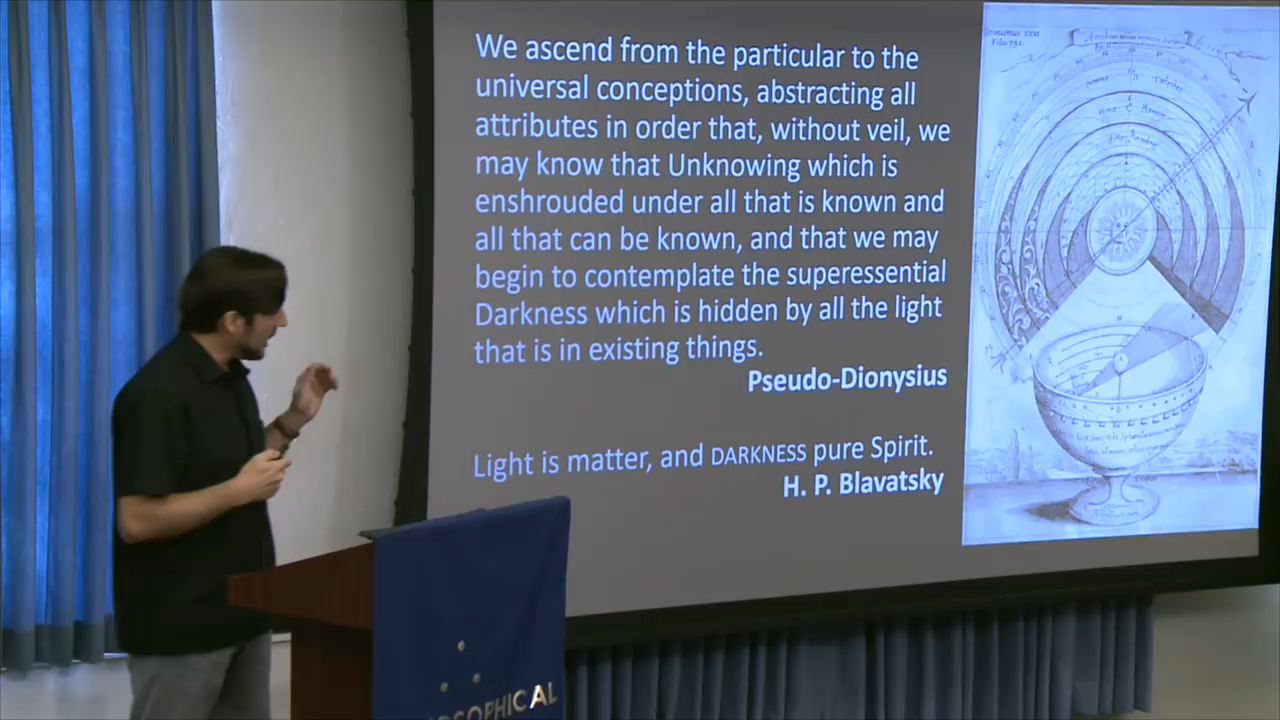 We ascend from the particular to the
universal conceptions, abstracting all
attributes in order that, without veil, we
may know that Unknowing which is
enshrouded under all that is known and
all that can be known, and that we may
begin to contemplate the superessential
Darkness which is hidden by all the light
that is in existing things.
Pseudo-Dionysius
Light is matter, and DARKNESS pure Spirit.
H. P. Blavatsky
OSOPHICAL